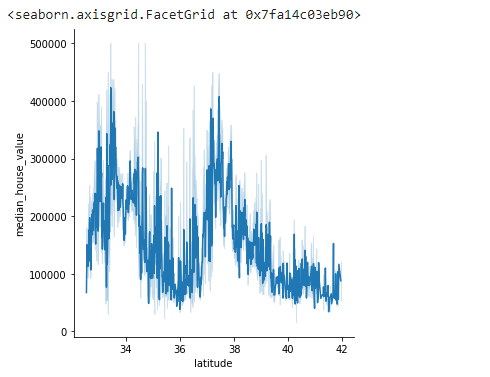 <seaborn.axisgrid.FacetGrid at 0x7fa14c03eb90>
500000
400000
300000
200000
100000
0
median_house_value
34 36 38 40 42
latitude